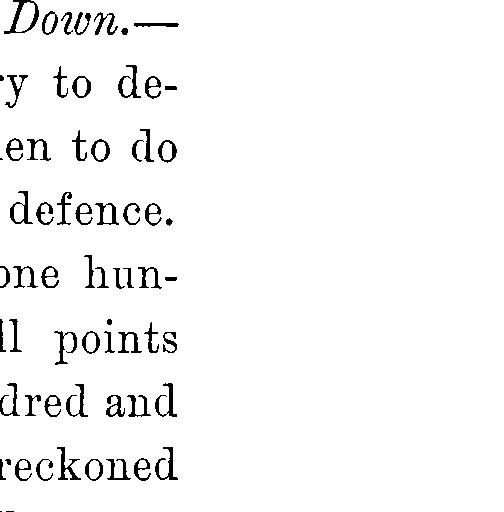 Down.—
ry to de-
en to do
defence.
one hun-
ll points
dred and
reckoned